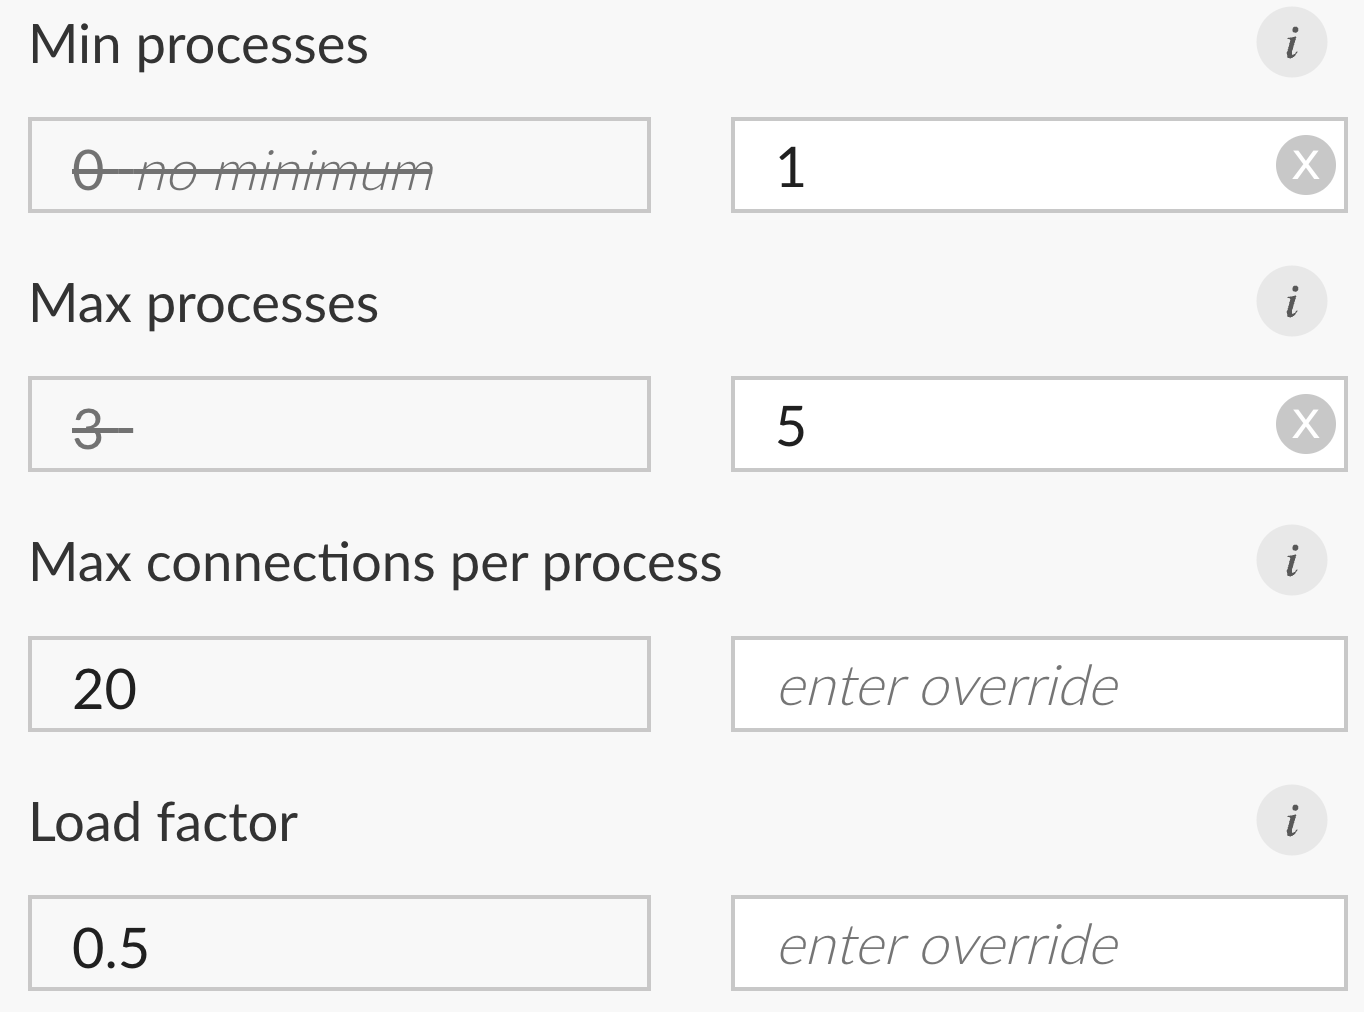 Min processes i
0 no minimum 1 X
Max processes i
3 5 X
Max connections per process i
20 enter override
Load factor i
0.5 enter override